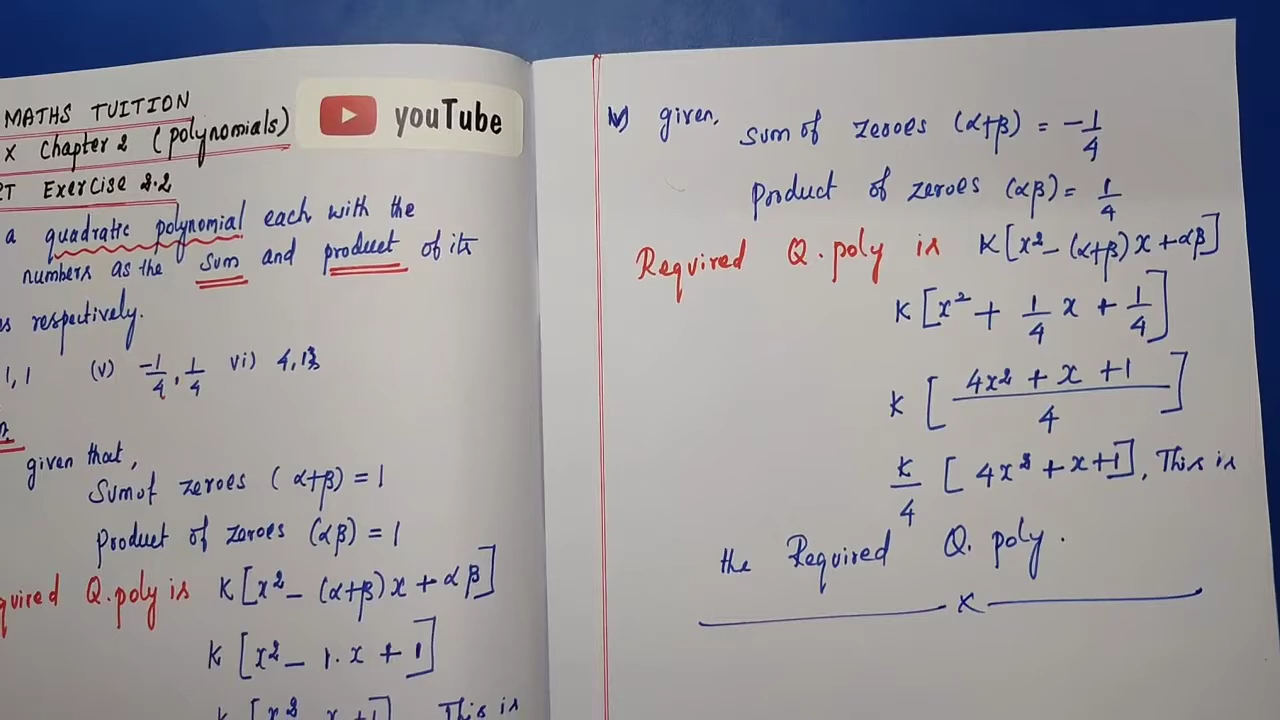 MATHS TUITION
X Chapter 2 (polynomials)
Exercise 2.2
a quadratic polynomial each with the
numbers as the sum and product of its
respectively.
1, 1 (v) -1/4, 1/4 vi) 4, 1
given that,
Sum of zeroes (α+β) = 1
product of zeroes (αβ) = 1
Q.poly is K[x² - (α+β)x + αβ]
K[x² - 1.x + 1]
This is
youTube
v) given, Sum of zeroes (α+β) = -1/4
product of zeroes (αβ) = 1/4
Required Q.poly is K[x² - (α+β)x + αβ]
K[x² + 1/4 x + 1/4]
K[(4x² + x + 1)/4]
K/4 [4x² + x + 1], This is
the Required Q. poly.